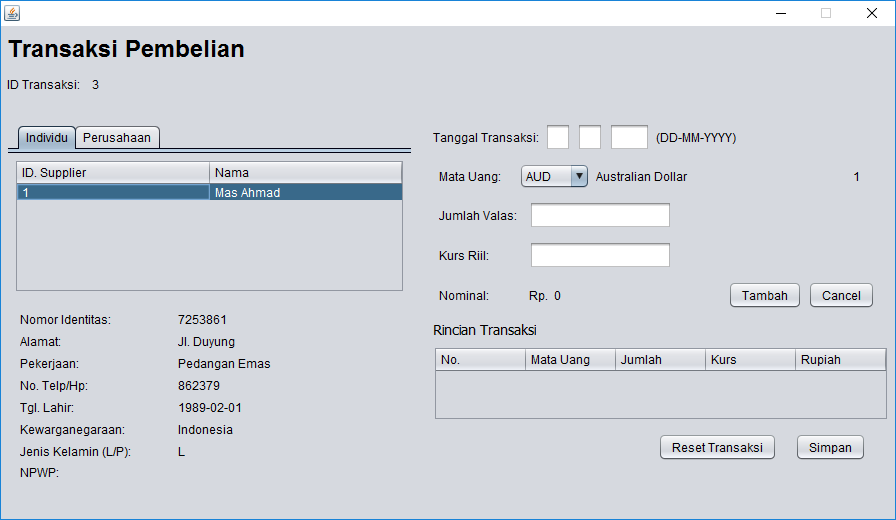 Transaksi Pembelian
ID Transaksi: 3
Individu Perusahaan
ID. Supplier Nama
1 Mas Ahmad
Nomor Identitas: 7253861
Alamat: Jl. Duyung
Pekerjaan: Pedangan Emas
No. Telp/Hp: 862379
Tgl. Lahir: 1989-02-01
Kewarganegaraan: Indonesia
Jenis Kelamin (L/P): L
NPWP:
Tanggal Transaksi: (DD-MM-YYYY)
Mata Uang: AUD Australian Dollar 1
Jumlah Valas:
Kurs Riil:
Nominal: Rp. 0 Tambah Cancel
Rincian Transaksi
No. Mata Uang Jumlah Kurs Rupiah
Reset Transaksi Simpan